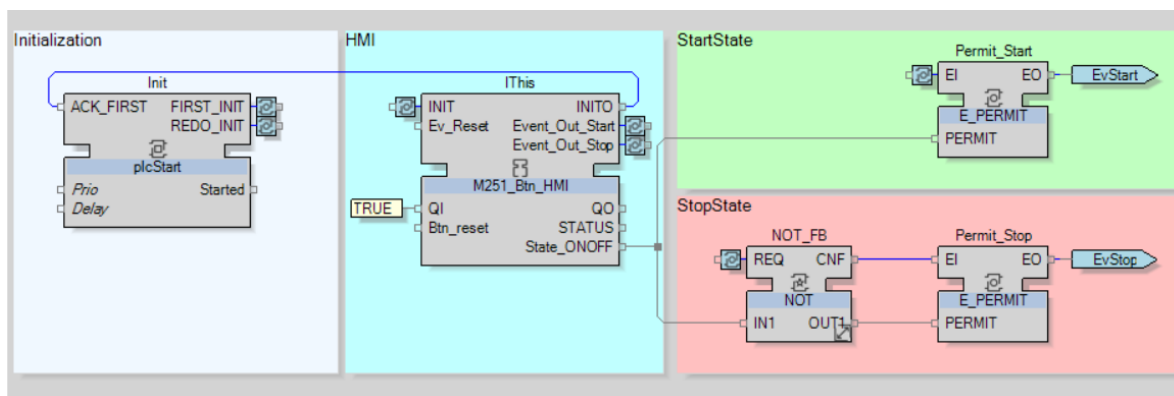 Initialization
Init
ACK_FIRST FIRST_INIT
REDO_INIT
plcStart
Prio Started
Delay
HMI
IThis
INIT INITO
Ev_Reset Event_Out_Start
Event_Out_Stop
M251_Btn_HMI
TRUE QI QO
Btn_reset STATUS
State_ONOFF
StartState
Permit_Start
EI EO EvStart
E_PERMIT
PERMIT
StopState
NOT_FB Permit_Stop
REQ CNF EI EO EvStop
NOT E_PERMIT
IN1 OUT1 PERMIT